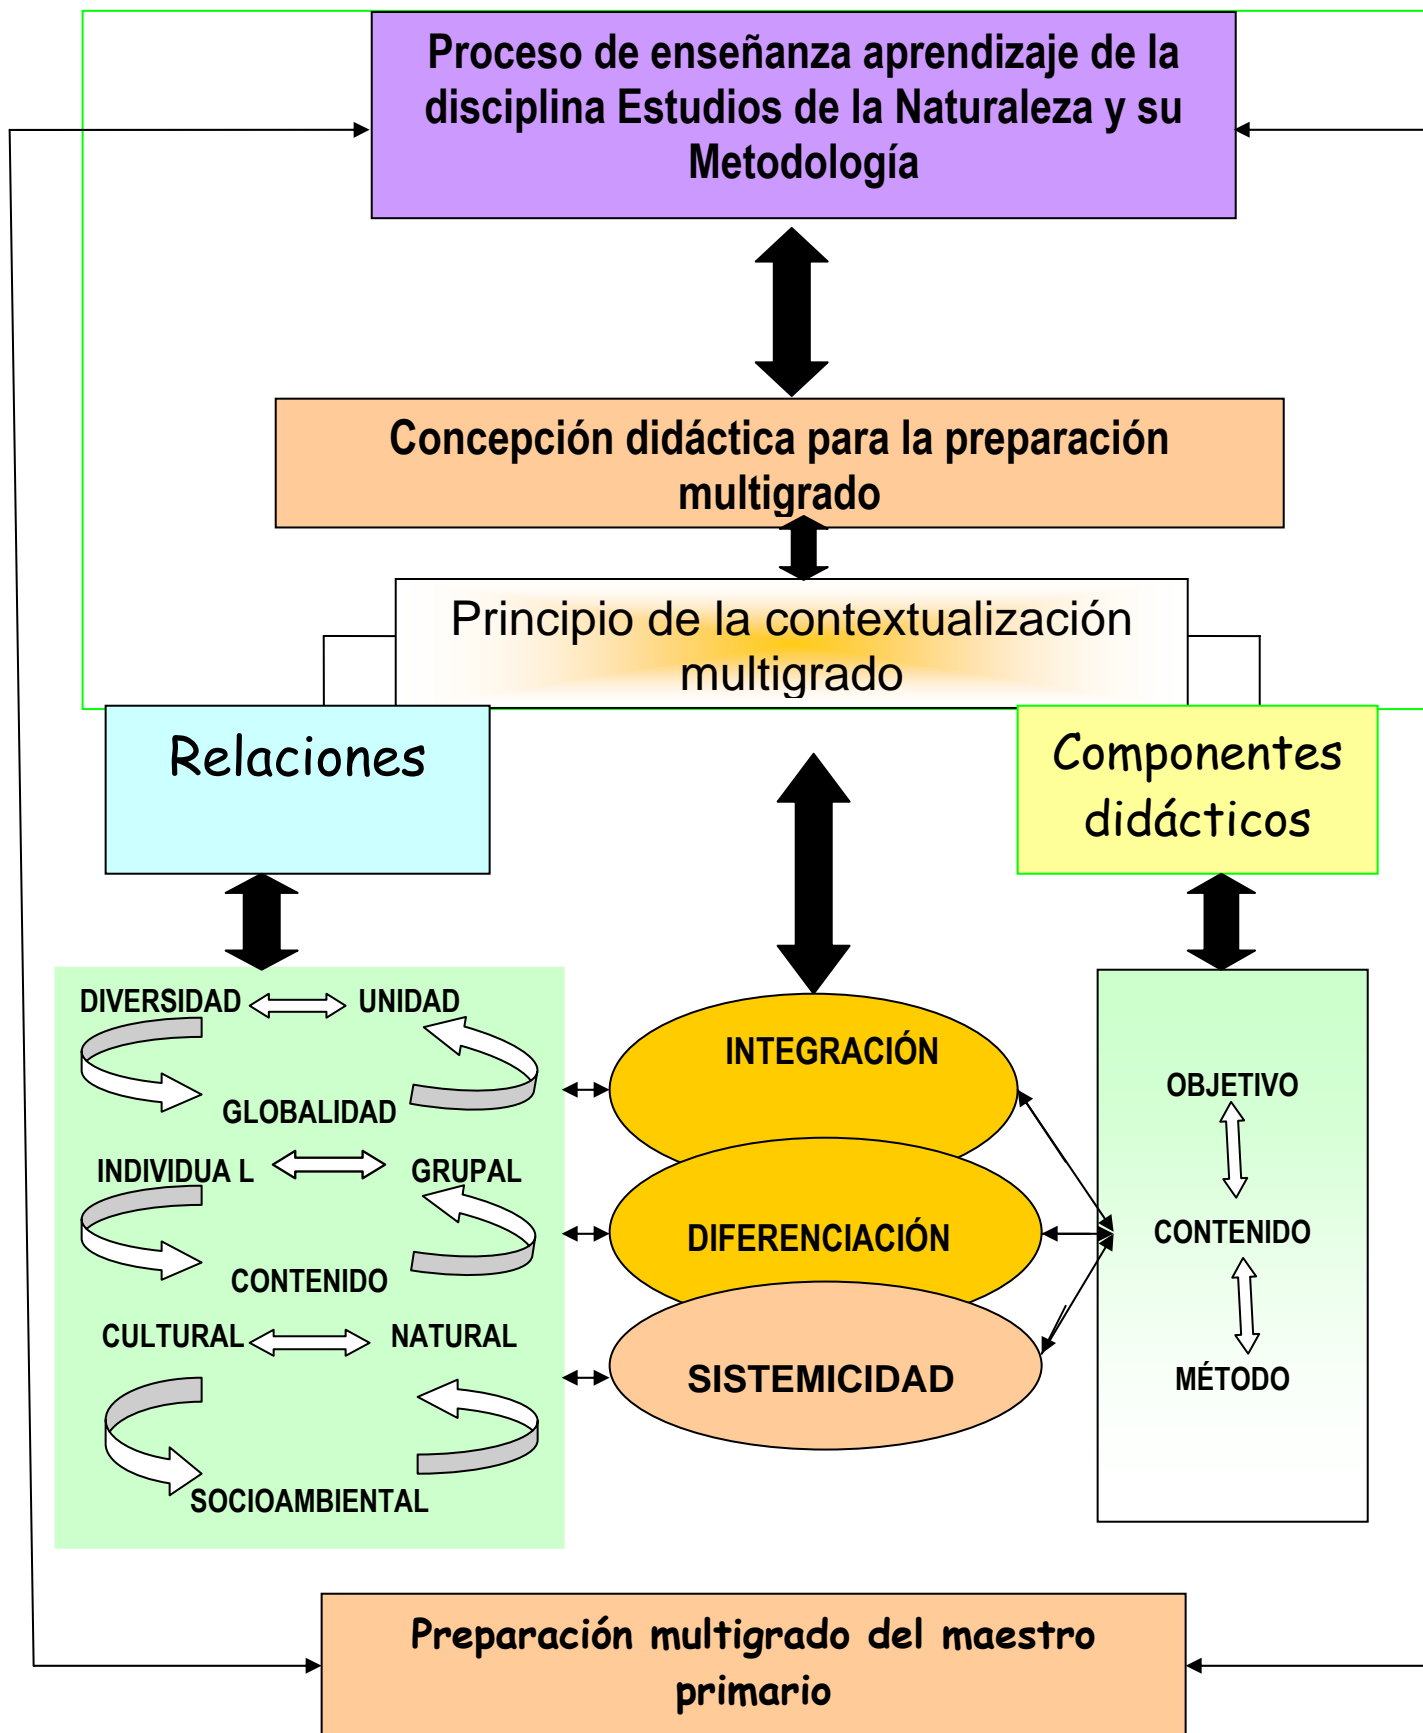 Proceso de enseñanza aprendizaje de la
disciplina Estudios de la Naturaleza y su
Metodología
Concepción didáctica para la preparación
multigrado
Principio de la contextualización
multigrado
Relaciones
Componentes
didácticos
DIVERSIDAD UNIDAD
GLOBALIDAD
INDIVIDUA L GRUPAL
CONTENIDO
CULTURAL NATURAL
SOCIOAMBIENTAL
INTEGRACIÓN
DIFERENCIACIÓN
SISTEMICIDAD
OBJETIVO
CONTENIDO
MÉTODO
Preparación multigrado del maestro
primario